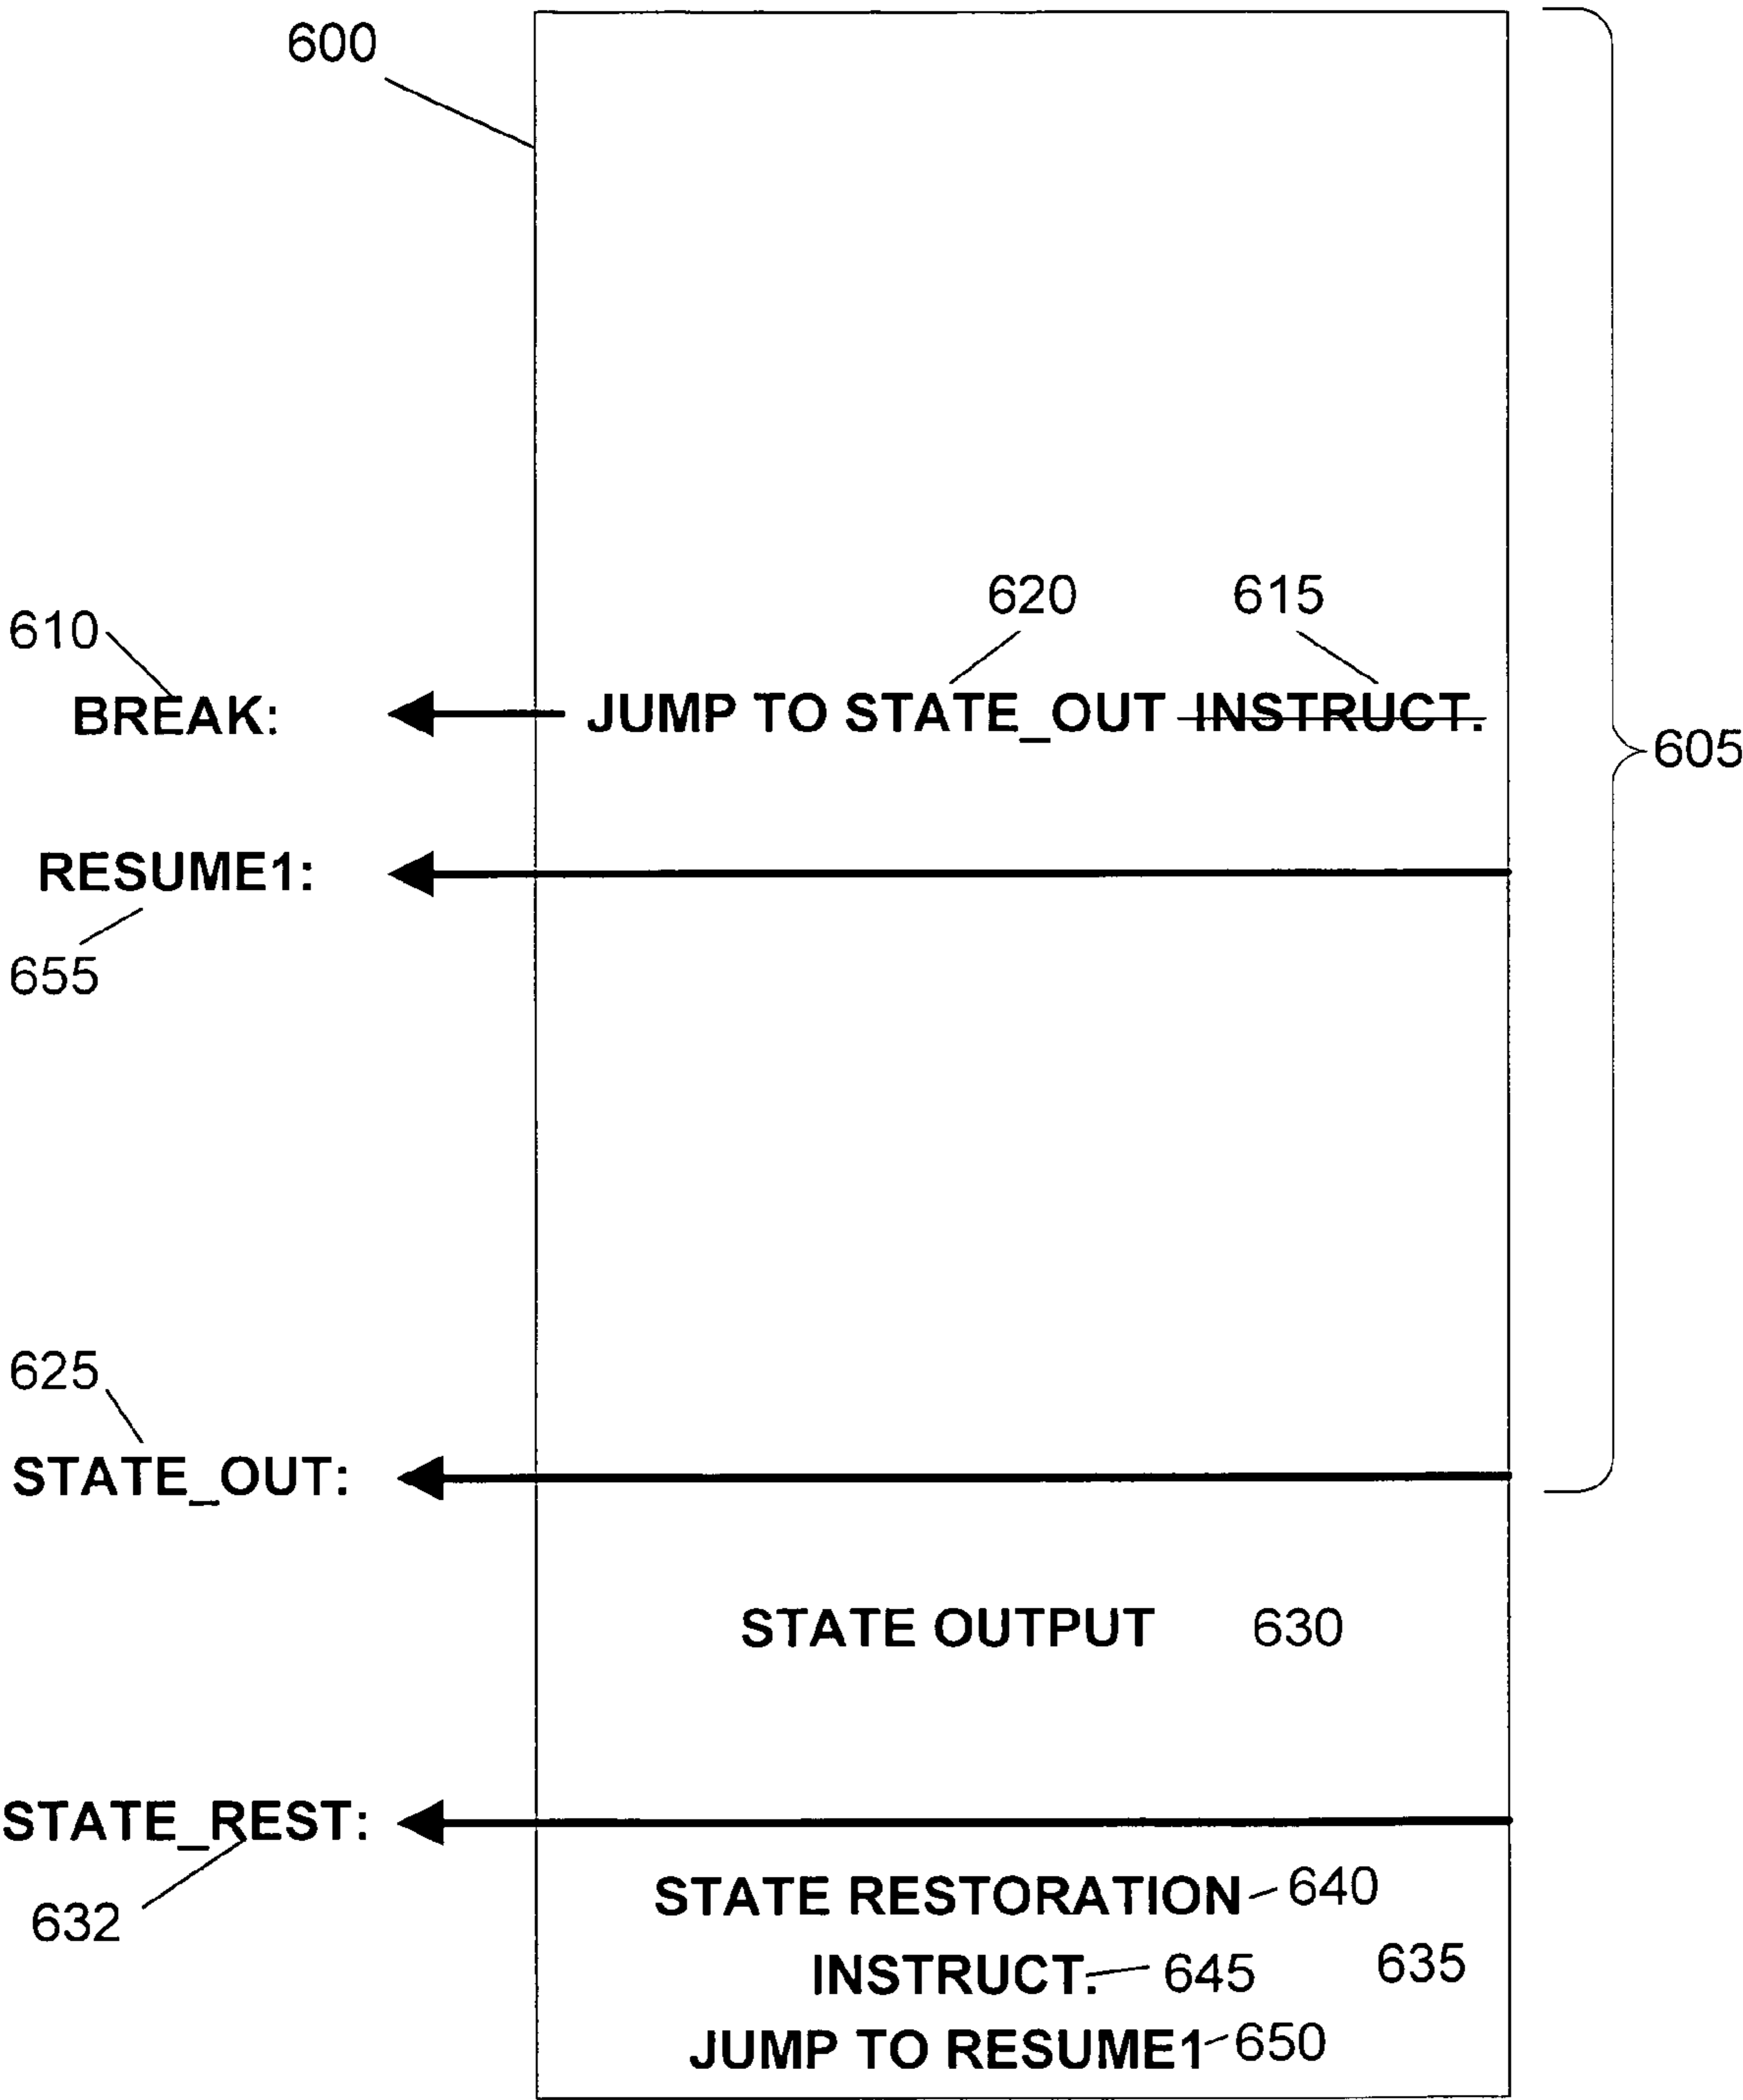 600
620 615
610
BREAK: JUMP TO STATE_OUT INSTRUCT.
605
RESUME1:
655
625
STATE_OUT:
STATE OUTPUT 630
STATE_REST:
STATE RESTORATION 640
632
INSTRUCT. 645 635
JUMP TO RESUME1 650